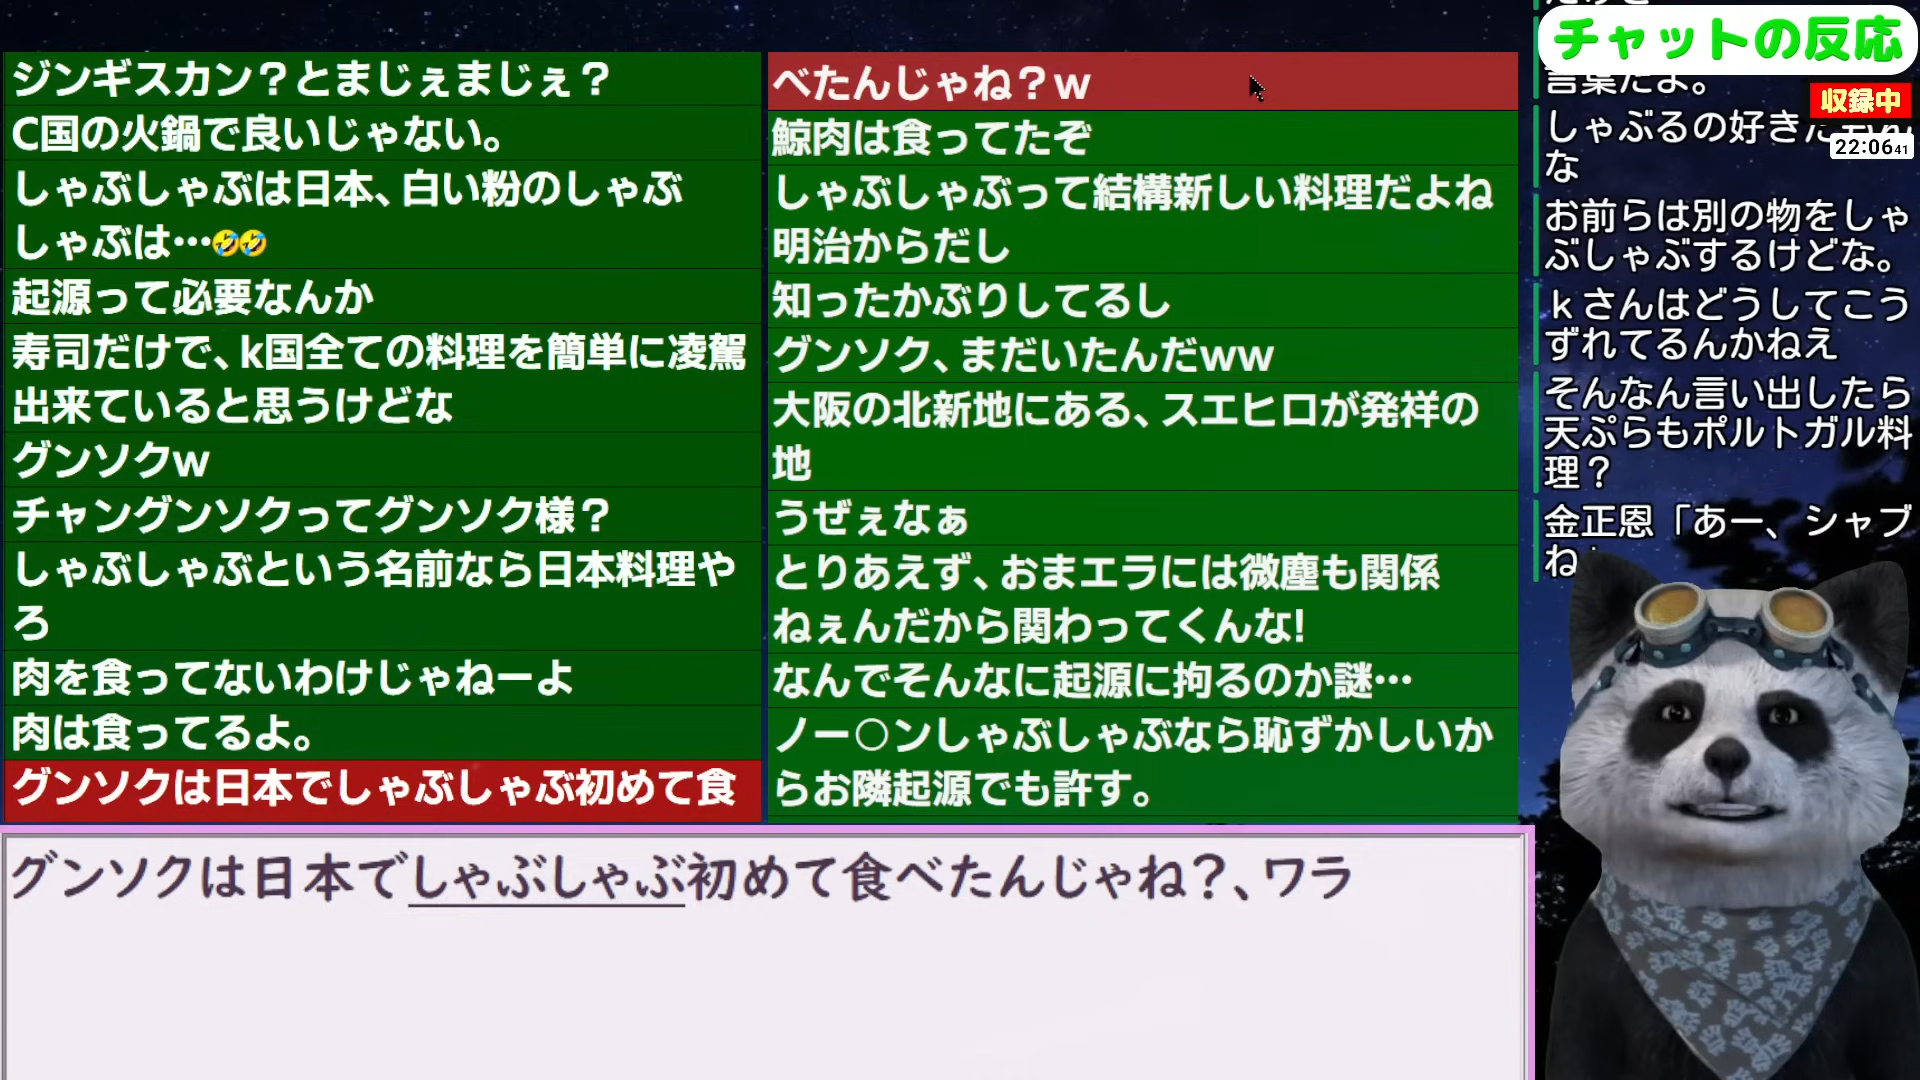 ジンギスカン？とまじぇまじぇ？
C国の火鍋で良いじゃない。
しゃぶしゃぶは日本、白い粉のしゃぶ
しゃぶは…🤣🤣
起源って必要なんか
寿司だけで、k国全ての料理を簡単に凌駕
出来ていると思うけどな
グンソクw
チャングンソクってグンソク様？
しゃぶしゃぶという名前なら日本料理や
ろ
肉を食ってないわけじゃねーよ
肉は食ってるよ。
グンソクは日本でしゃぶしゃぶ初めて食
べたんじゃね？w
鯨肉は食ってたぞ
しゃぶしゃぶって結構新しい料理だよね
明治からだし
知ったかぶりしてるし
グンソク、まだいたんだww
大阪の北新地にある、スエヒロが発祥の
地
うぜぇなぁ
とりあえず、おまエラには微塵も関係
ねぇんだから関わってくんな!
なんでそんなに起源に拘るのか謎…
ノー〇ンしゃぶしゃぶなら恥ずかしいか
らお隣起源でも許す。
チャットの反応
言葉だよ。
収録中
22:06 41
しゃぶるの好き
な
お前らは別の物をしゃ
ぶしゃぶするけどな。
ｋさんはどうしてこう
ずれてるんかねえ
そんなん言い出したら
天ぷらもポルトガル料
理？
金正恩「あー、シャブ
ね
グンソクは日本でしゃぶしゃぶ初めて食べたんじゃね？、ワラ